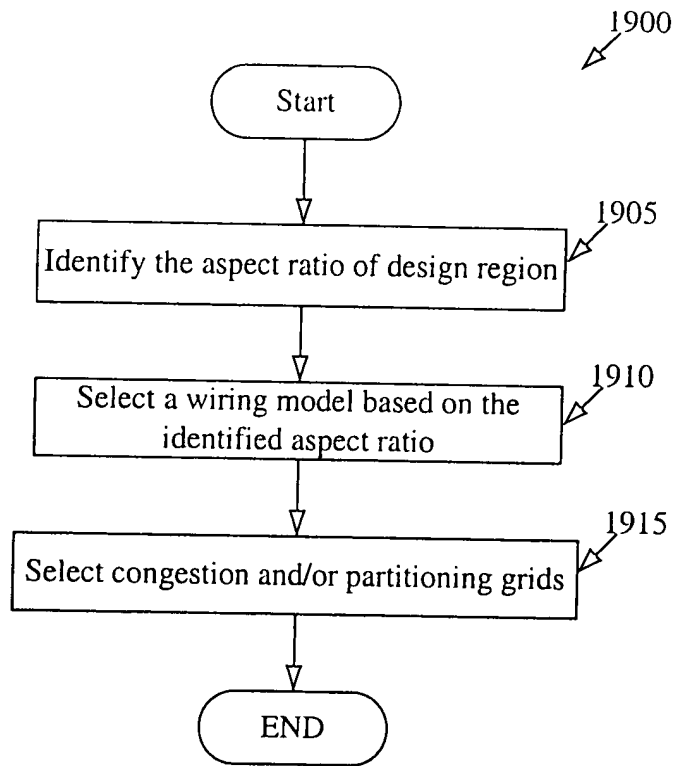 1900
Start
1905
Identify the aspect ratio of design region
1910
Select a wiring model based on the
identified aspect ratio
1915
Select congestion and/or partitioning grids
END